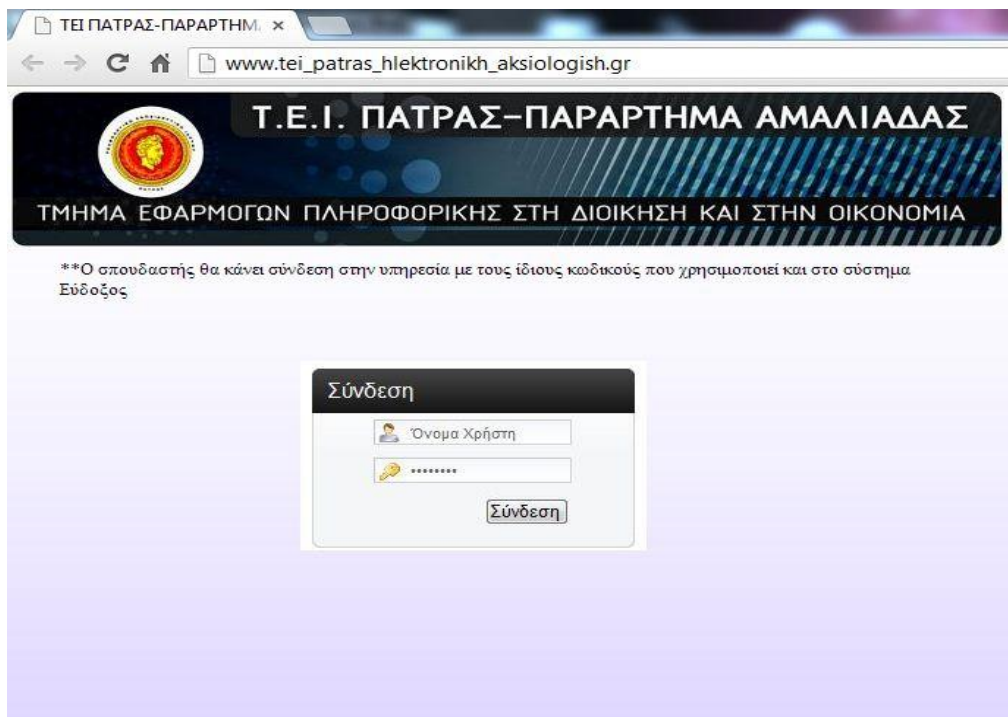 ΤΕΙ ΠΑΤΡΑΣ-ΠΑΡΑΡΤΗΜ
www.tei_patras_hlektronikh_aksiologish.gr
Τ.Ε.Ι. ΠΑΤΡΑΣ-ΠΑΡΑΡΤΗΜΑ ΑΜΑΛΙΑΔΑΣ
ΤΜΗΜΑ ΕΦΑΡΜΟΓΩΝ ΠΛΗΡΟΦΟΡΙΚΗΣ ΣΤΗ ΔΙΟΙΚΗΣΗ ΚΑΙ ΣΤΗΝ ΟΙΚΟΝΟΜΙΑ
**Ο σπουδαστής θα κάνει σύνδεση στην υπηρεσία με τους ίδιους κωδικούς που χρησιμοποιεί και στο σύστημα
Εύδοξος
Σύνδεση
Όνομα Χρήστη
••••••••
Σύνδεση